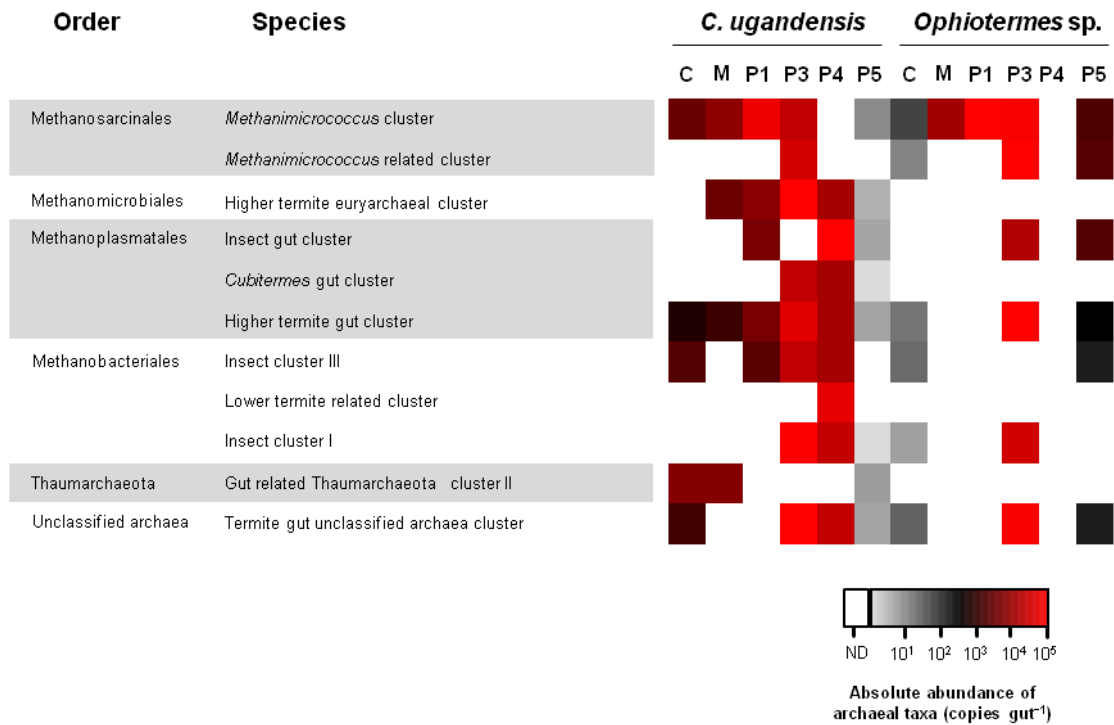 Order Species C. ugandensis Ophiotermes sp.
C M P1 P3 P4 P5 C M P1 P3 P4 P5
Methanosarcinales Methanimicrococcus cluster
Methanimicrococcus related cluster
Methanomicrobiales Higher termite euryarchaeal cluster
Methanoplasmatales Insect gut cluster
Cubitermes gut cluster
Higher termite gut cluster
Methanobacteriales Insect cluster III
Lower termite related cluster
Insect cluster I
Thaumarchaeota Gut related Thaumarchaeota cluster II
Unclassified archaea Termite gut unclassified archaea cluster
ND 10¹ 10² 10³ 10⁴ 10⁵
Absolute abundance of
archaeal taxa (copies gut⁻¹)